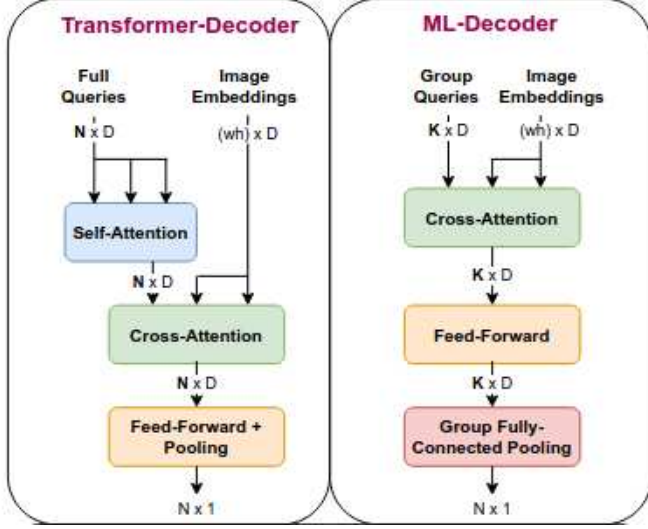 Transformer-Decoder
Full
Queries
Image
Embeddings
N x D
(wh) x D
Self-Attention
N x D
Cross-Attention
N x D
Feed-Forward +
Pooling
N x 1
ML-Decoder
Group
Queries
Image
Embeddings
K x D
(wh) x D
Cross-Attention
K x D
Feed-Forward
K x D
Group Fully-
Connected Pooling
N x 1